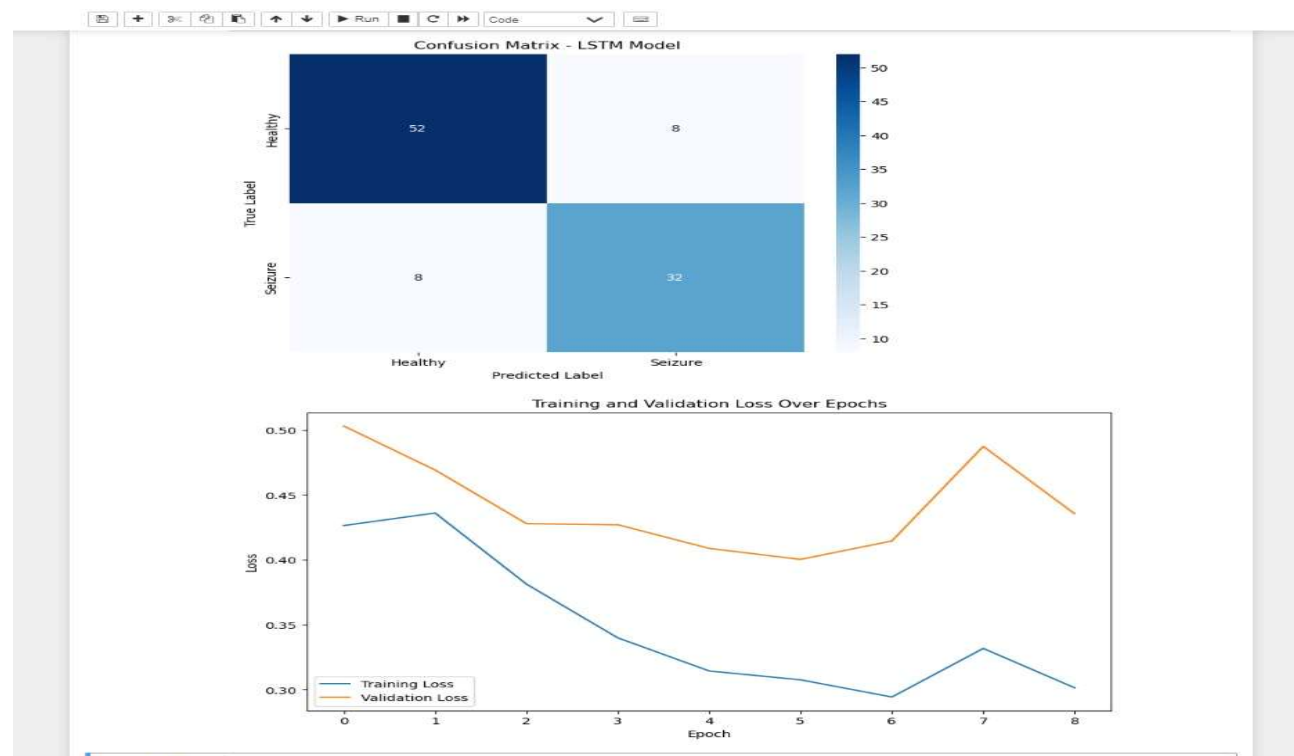 Run
Code
Confusion Matrix - LSTM Model
True Label
Healthy
52
8
Seizure
8
32
Healthy
Seizure
Predicted Label
50
45
40
35
30
25
20
15
10
Training and Validation Loss Over Epochs
Loss
0.50
0.45
0.40
0.35
0.30
Training Loss
Validation Loss
0 1 2 3 4 5 6 7 8
Epoch